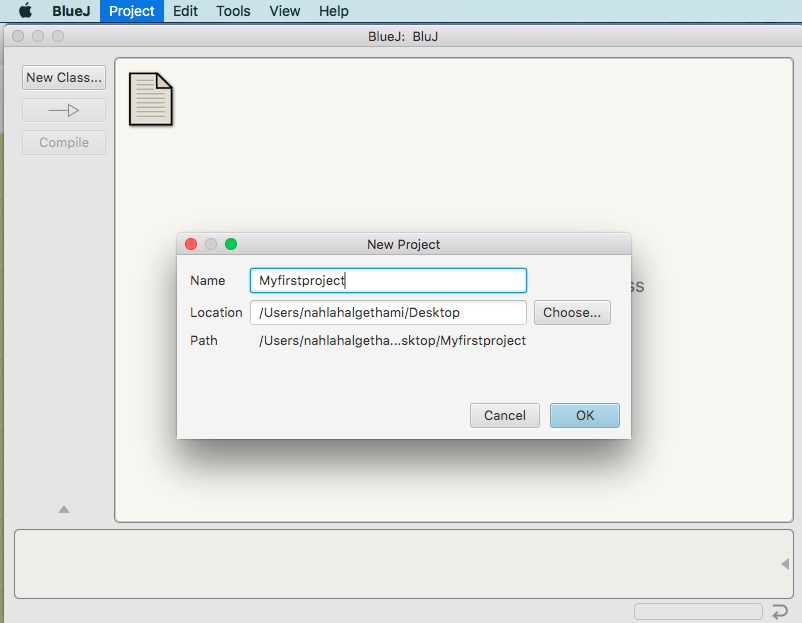 BlueJ Project Edit Tools View Help
BlueJ: BluJ
New Class...
Compile
New Project
Name Myfirstproject
Location /Users/nahlahalgethami/Desktop Choose...
Path /Users/nahlahalgetha...sktop/Myfirstproject
Cancel OK